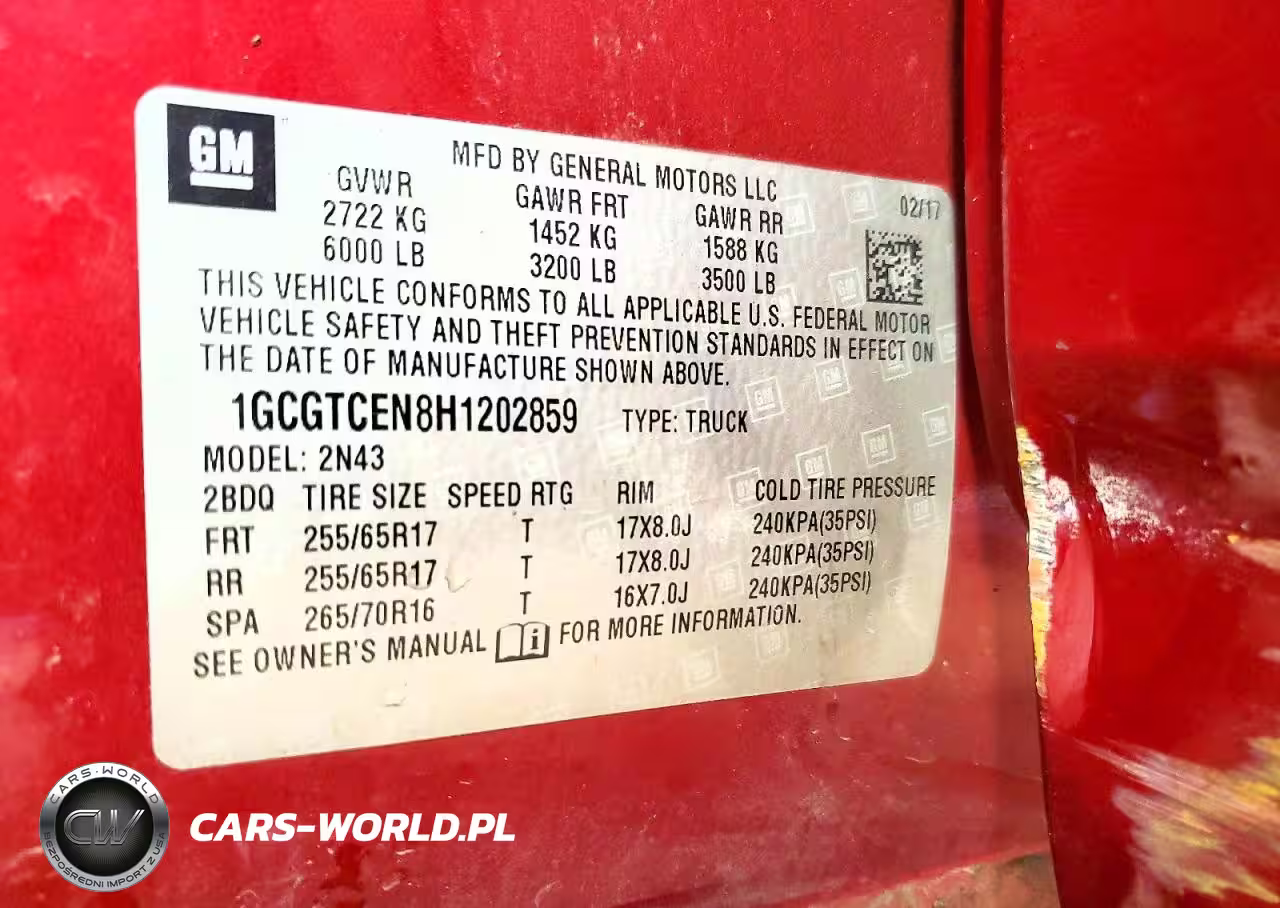 GM
MFD BY GENERAL MOTORS LLC
GVWR GAWR FRT GAWR RR 02/17
2722 KG 1452 KG 1588 KG
6000 LB 3200 LB 3500 LB
THIS VEHICLE CONFORMS TO ALL APPLICABLE U.S. FEDERAL MOTOR
VEHICLE SAFETY AND THEFT PREVENTION STANDARDS IN EFFECT ON
THE DATE OF MANUFACTURE SHOWN ABOVE.
1GCGTCEN8H1202859 TYPE: TRUCK
MODEL: 2N43
2BDQ TIRE SIZE SPEED RTG RIM COLD TIRE PRESSURE
FRT 255/65R17 T 17X8.0J 240KPA(35PSI)
RR 255/65R17 T 17X8.0J 240KPA(35PSI)
SPA 265/70R16 T 16X7.0J 240KPA(35PSI)
SEE OWNER'S MANUAL i FOR MORE INFORMATION.
CARS-WORLD
CW
BEZPOŚREDNI IMPORT Z USA
CARS-WORLD.PL